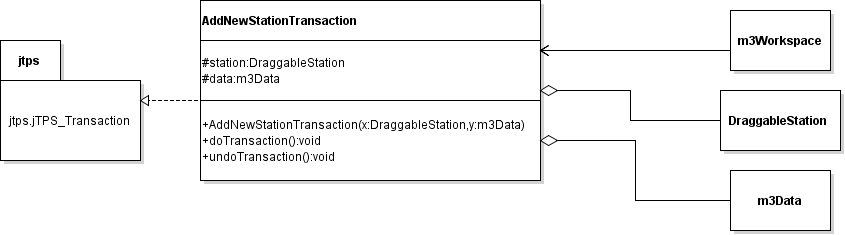 jtps
jtps.jTPS_Transaction
AddNewStationTransaction
#station:DraggableStation
#data:m3Data
+AddNewStationTransaction(x:DraggableStation,y:m3Data)
+doTransaction():void
+undoTransaction():void
m3Workspace
DraggableStation
m3Data